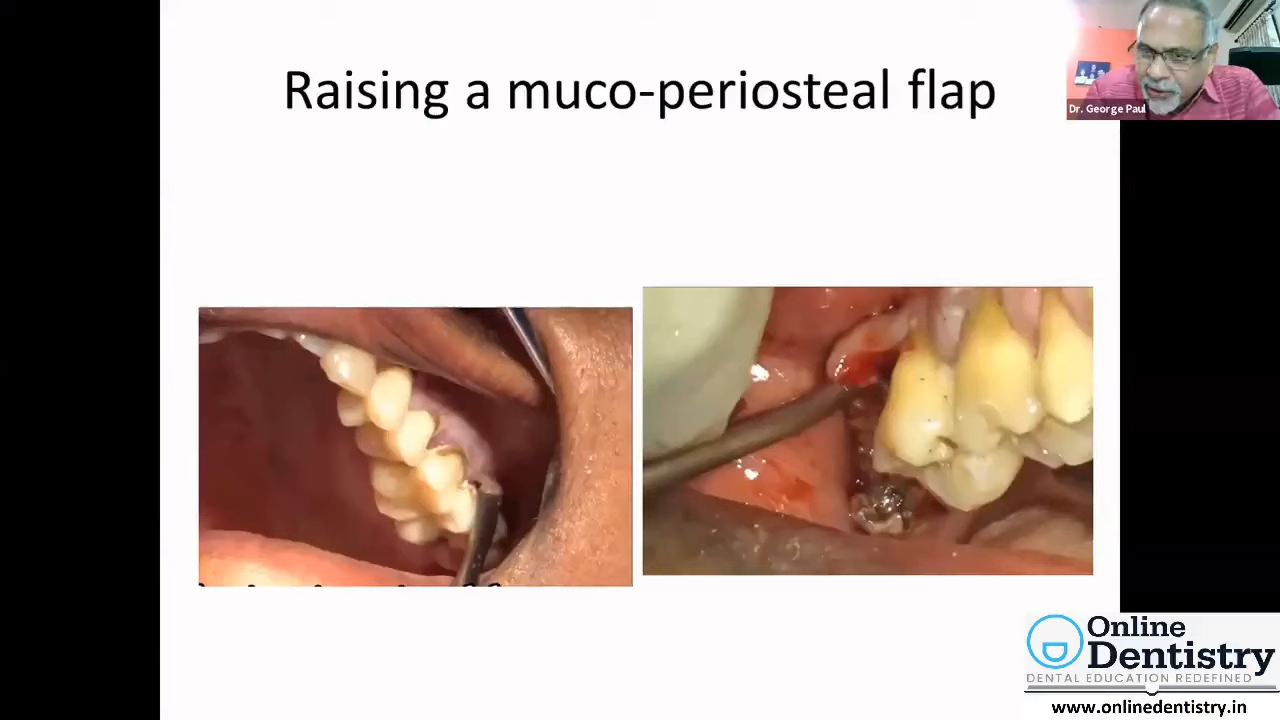 Raising a muco-periosteal flap
Dr. George Paul
Online
Dentistry
DENTAL EDUCATION REDEFINED
www.onlinedentistry.in